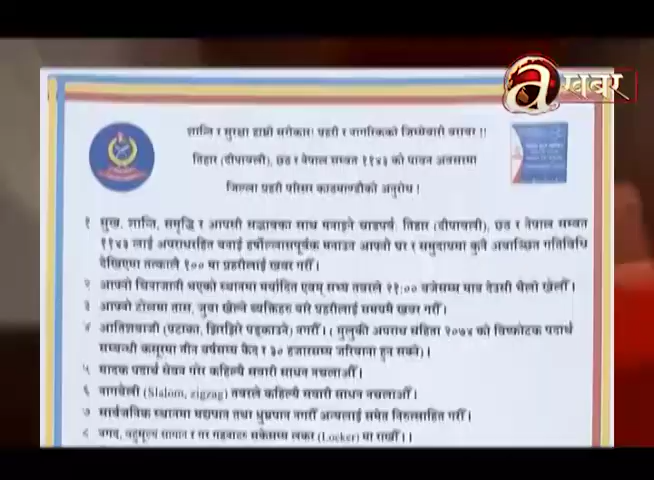 a खबर
शान्ति र सुरक्षा हाम्रो सरोकार: प्रहरी र नागरिकको जिम्मेवारी बराबर !!
तिहार (दीपावली), छठ र नेपाल सम्वत ११४३ को पावन अवसरमा
जिल्ला प्रहरी परिसर काठमाण्डौको अनुरोध !
१ सुख, शान्ति, समृद्धि र आपसी सद्भावका साथ मनाइने चाडपर्व तिहार (दीपावली), छठ र नेपाल सम्वत
११४३ लाई अपराधरहित बनाई हर्षोल्लासपूर्वक मनाउन आफ्नो घर र समुदायमा कुनै अवाञ्छित गतिविधि
देखिएमा तत्कालै १०० मा प्रहरीलाई खबर गरौँ ।
२ आफ्नो चिनाजानी भएको स्थानमा मर्यादित एवम् सभ्य तवरले २१:०० बजेसम्म मात्र देउसी भैलो खेलौँ ।
३ आफ्नो टोलमा तास, जुवा खेल्ने व्यक्तिहरु बारे प्रहरीलाई समयमै खबर गरौँ ।
४ आतिशबाजी (पटाका, झिरझिरे पड्काउने) नगरौँ । ( मुलुकी अपराध संहिता २०७४ को विष्फोटक पदार्थ
सम्बन्धी कसूरमा तीन वर्षसम्म कैद र ३० हजारसम्म जरिवाना हुन सक्ने) ।
५ मादक पदार्थ सेवन गरि कहिल्यै सवारी साधन नचलाऔँ ।
६ नागबेली (Slalom, zigzag) तवरले कहिल्यै सवारी साधन नचलाऔँ ।
७ सार्वजनिक स्थानमा मद्यपान तथा धुम्रपान नगरौँ अन्यलाई समेत निरुत्साहित गरौँ ।
८ नगद, बहुमूल्य सामान र गर गहनाहरु सकेसम्म लकर (Locker) मा राखौँ । ।